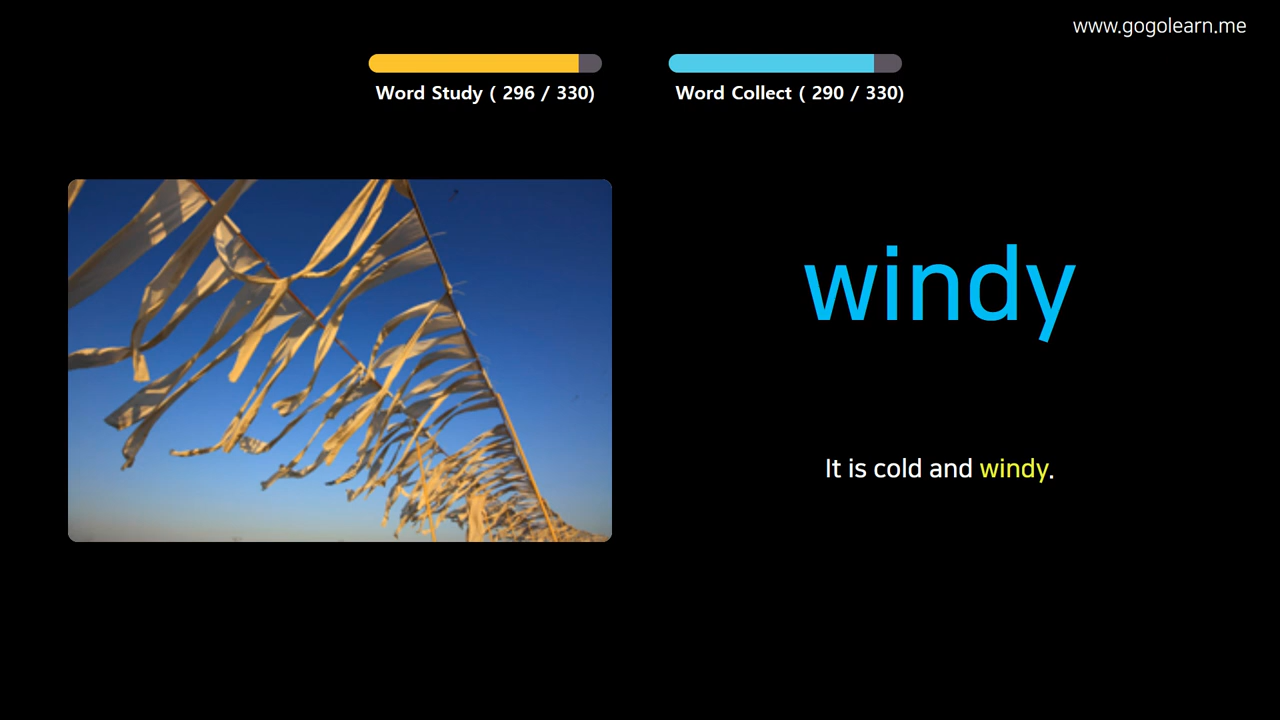 www.gogolearn.me
Word Study ( 296 / 330)
Word Collect ( 290 / 330)
windy
It is cold and windy.